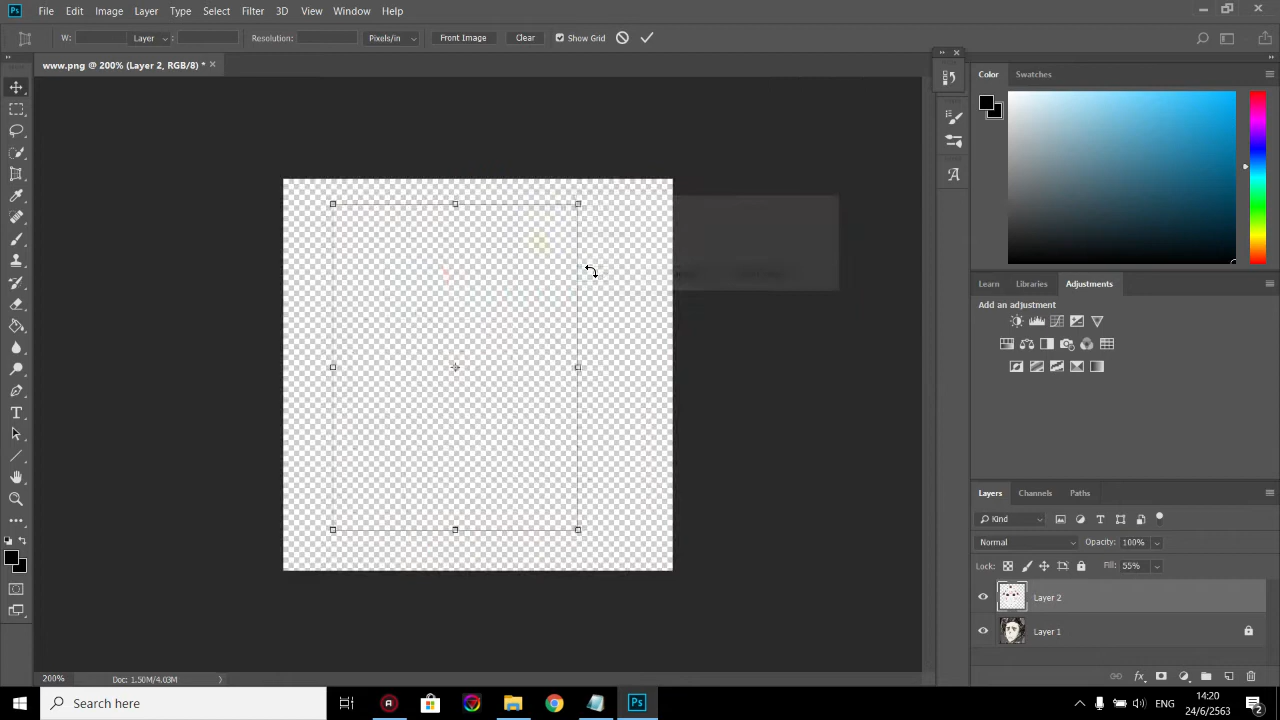 Ps File Edit Image Layer Type Select Filter 3D View Window Help
W: Layer : Resolution: Pixels/in Front Image Clear Show Grid
www.png @ 200% (Layer 2, RGB/8) *
Color Swatches
Learn Libraries Adjustments
Add an adjustment
Layers Channels Paths
Kind
Normal Opacity: 100%
Lock: Fill: 55%
Layer 2
Layer 1
200% Doc: 1.50M/4.03M
Search here Ps ENG 14:20
24/6/2563 2